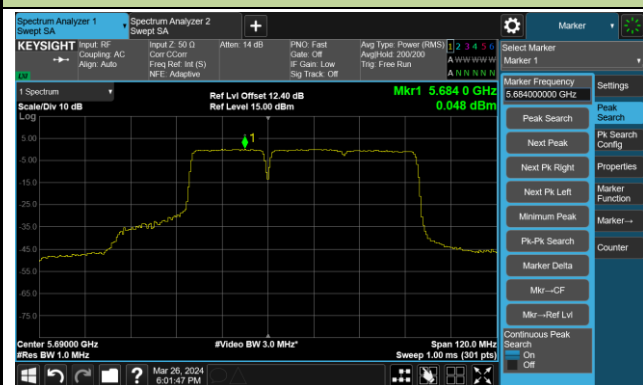 Spectrum Analyzer 1
Swept SA
Spectrum Analyzer 2
Swept SA
+
Marker
KEYSIGHT
Input: RF
Coupling: AC
Align: Auto
Input Z: 50 Ω
Corr CCorr
Freq Ref: Int (S)
NFE: Adaptive
Atten: 14 dB
PNO: Fast
Gate: Off
IF Gain: Low
Sig Track: Off
Avg Type: Power (RMS)
Avg|Hold: 200/200
Trig: Free Run
1 2 3 4 5 6
A W W W W W
A N N N N N
LVI
1 Spectrum
Scale/Div 10 dB
Log
Ref Lvl Offset 12.40 dB
Ref Level 15.00 dBm
Mkr1 5.684 0 GHz
0.048 dBm
1
5.00
-5.00
-15.0
-25.0
-35.0
-45.0
-55.0
-65.0
-75.0
Center 5.69000 GHz
#Res BW 1.0 MHz
#Video BW 3.0 MHz*
Span 120.0 MHz
Sweep 1.00 ms (301 pts)
Mar 26, 2024
6:01:47 PM
?
Select Marker
Marker 1
Marker Frequency
5.684000000 GHz
Peak Search
Next Peak
Next Pk Right
Next Pk Left
Minimum Peak
Pk-Pk Search
Marker Delta
Mkr→CF
Mkr→Ref Lvl
Continuous Peak
Search
On
Off
Settings
Peak
Search
Pk Search
Config
Properties
Marker
Function
Marker→
Counter